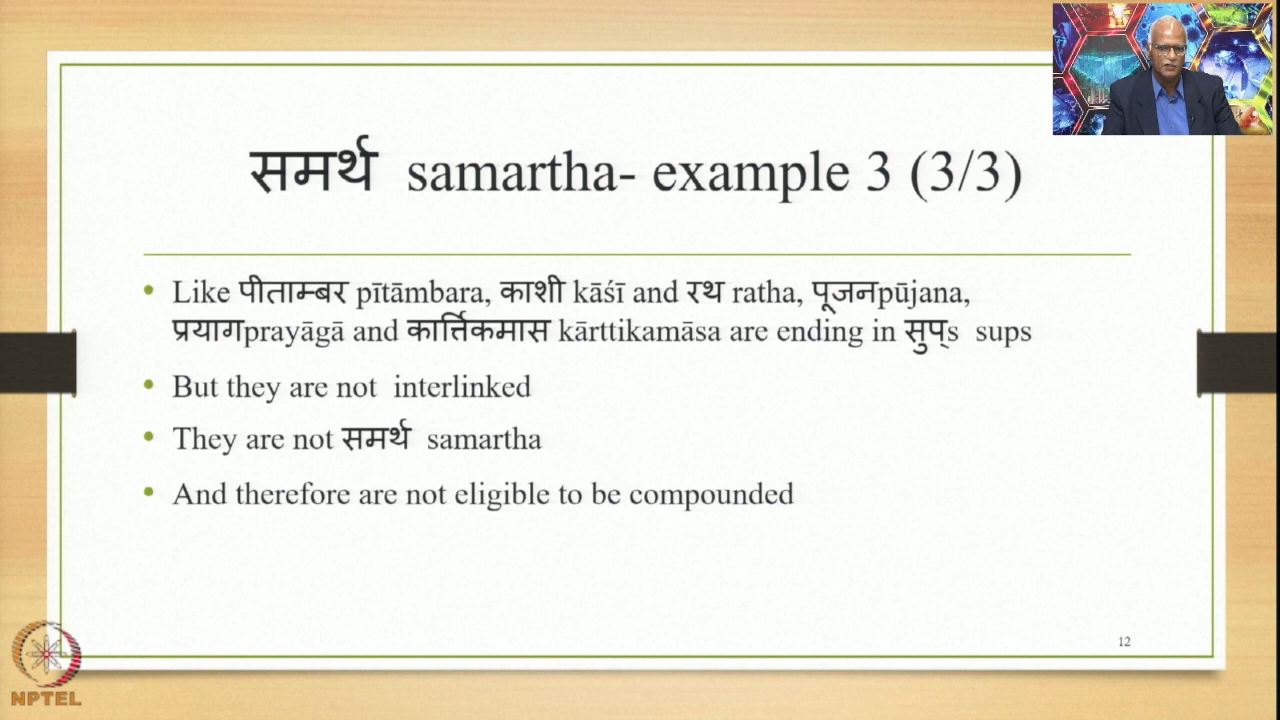 समर्थ samartha- example 3 (3/3)
• Like पीताम्बर pītāmbara, काशी kāśī and रथ ratha, पूजनpūjana,
प्रयागprayāgā and कार्त्तिकमास kārttikamāsa are ending in सुप्s sups
• But they are not interlinked
• They are not समर्थ samartha
• And therefore are not eligible to be compounded
12
NPTEL